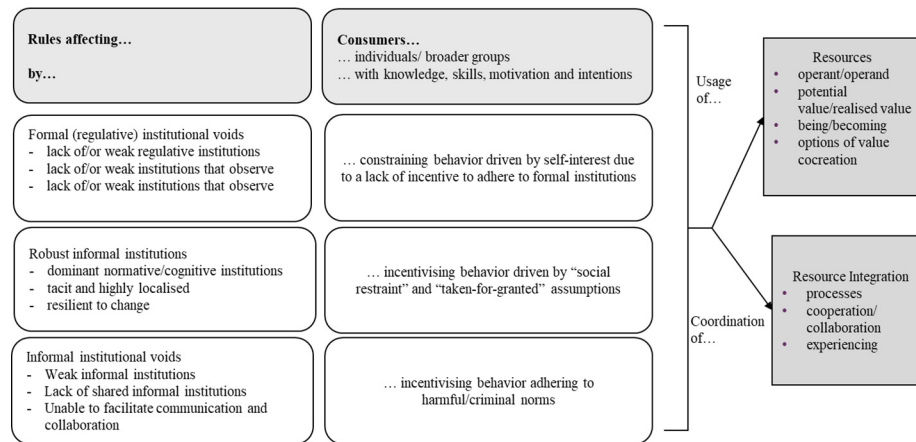 Rules affecting…
by…
Consumers…
… individuals/ broader groups
… with knowledge, skills, motivation and intentions
Formal (regulative) institutional voids
- lack of/or weak regulative institutions
- lack of/or weak institutions that observe
- lack of/or weak institutions that observe
… constraining behavior driven by self-interest due
to a lack of incentive to adhere to formal institutions
Robust informal institutions
- dominant normative/cognitive institutions
- tacit and highly localised
- resilient to change
… incentivising behavior driven by “social
restraint” and “taken-for-granted” assumptions
Informal institutional voids
- Weak informal institutions
- Lack of shared informal institutions
- Unable to facilitate communication and
collaboration
… incentivising behavior adhering to
harmful/criminal norms
Usage
of…
Coordination
of…
Resources
• operant/operand
• potential
value/realised value
• being/becoming
• options of value
cocreation
Resource Integration
• processes
• cooperation/
collaboration
• experiencing